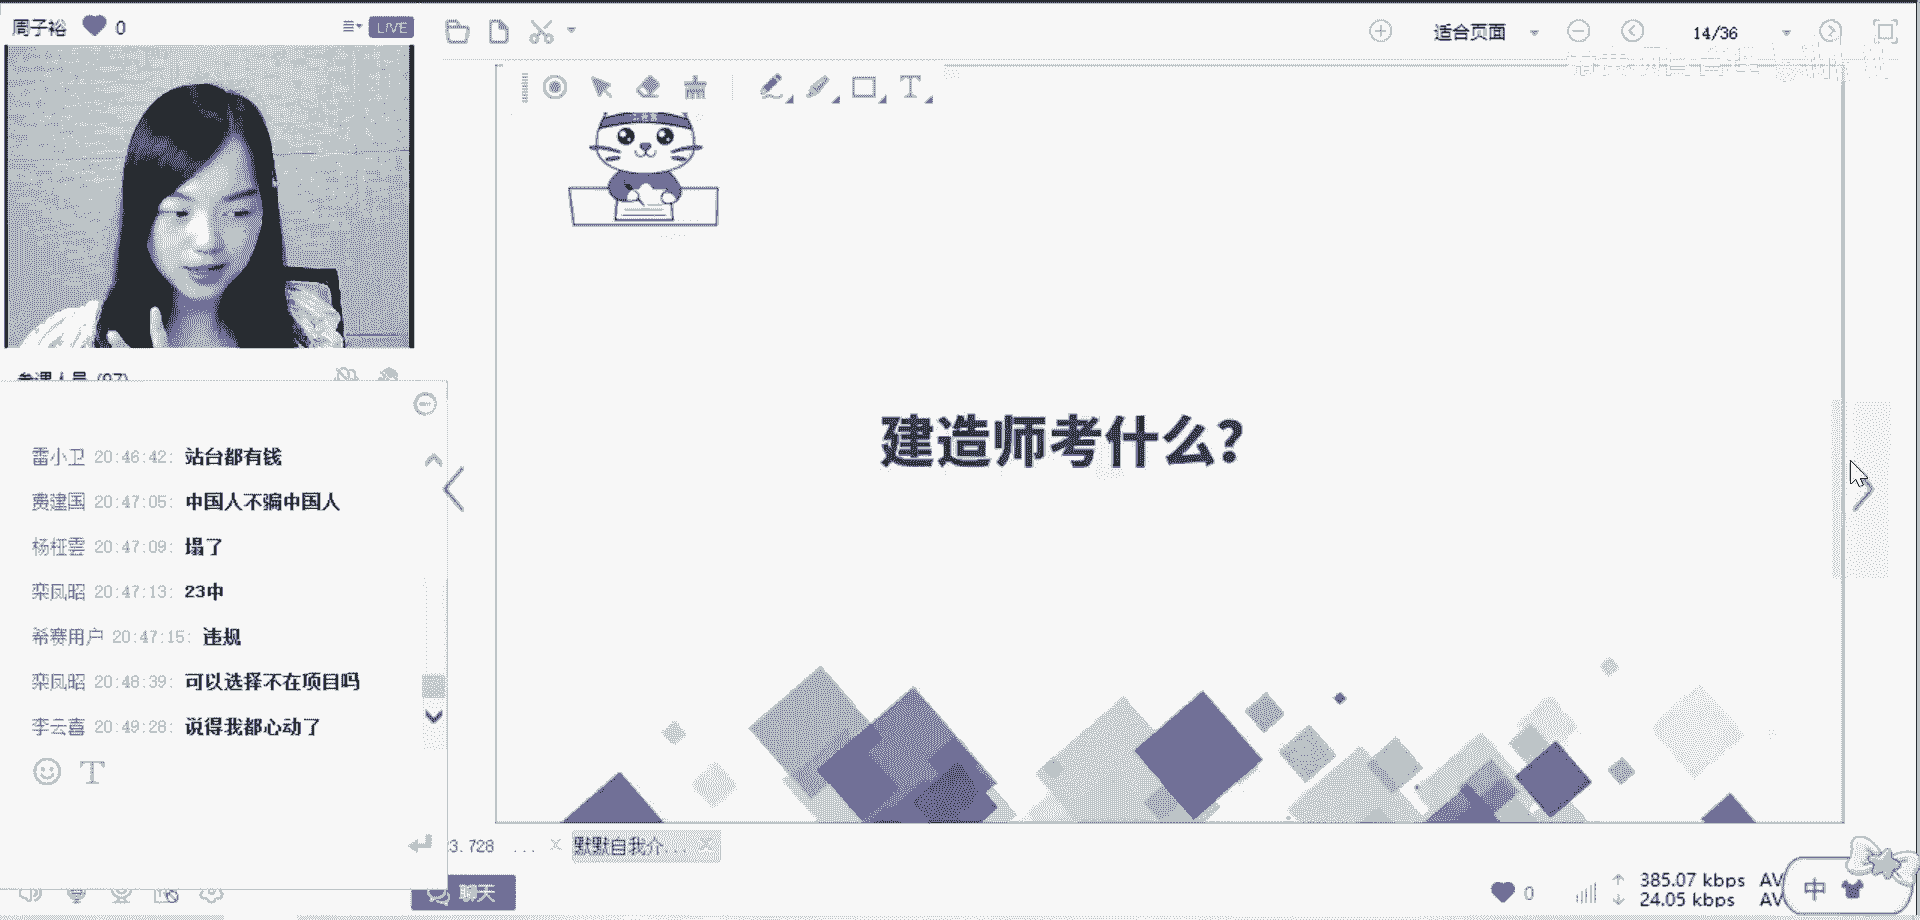 周子裕 0 LIVE
适合页面 14/36
参课人员 (97)
雷小卫 20:46:42: 站台都有钱
费建国 20:47:05: 中国人不骗中国人
杨枉雲 20:47:09: 塌了
栾凤昭 20:47:13: 23中
希赛用户 20:47:15: 违规
栾凤昭 20:48:39: 可以选择不在项目吗
李云喜 20:49:28: 说得我都心动了
建造师考什么？
3.728 ...
默默自我介...
聊天
0
385.07 kbps AV
24.05 kbps AV
中